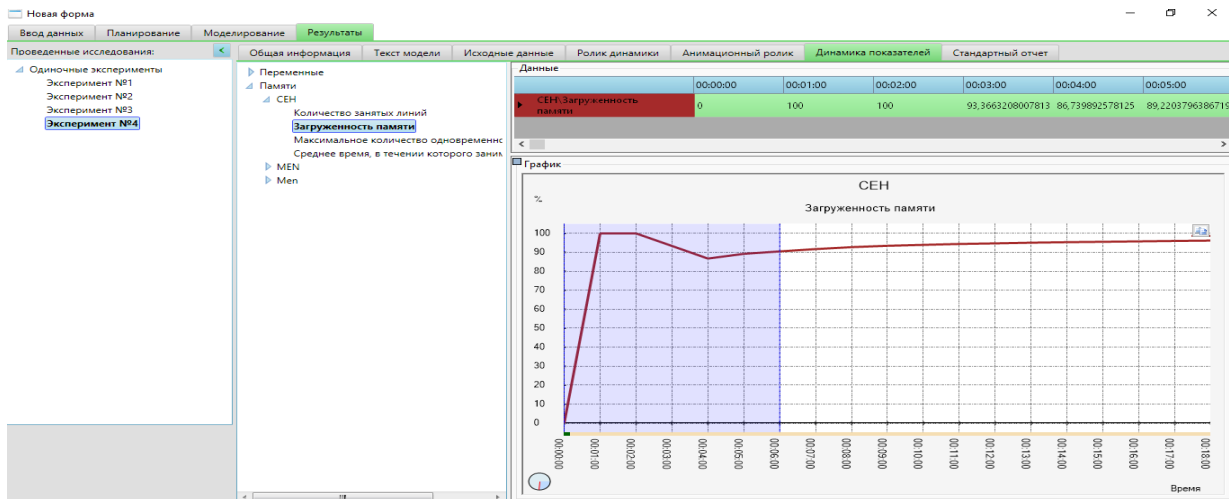 Новая форма
Ввод данных Планирование Моделирование Результаты
Проведенные исследования:
Одиночные эксперименты
Эксперимент №1
Эксперимент №2
Эксперимент №3
Эксперимент №4
Общая информация Текст модели Исходные данные Ролик динамики Анимационный ролик Динамика показателей Стандартный отчет
Переменные
Памяти
СЕН
Количество занятых линий
Загруженность памяти
Максимальное количество одновременнс
Среднее время, в течении которого заним
MEN
Men
Данные
00:00:00 00:01:00 00:02:00 00:03:00 00:04:00 00:05:00
СЕН\Загруженность памяти 0 100 100 93,3663208007813 86,739892578125 89,2203796386719
График
СЕН
Загруженность памяти
%
100
90
80
70
60
50
40
30
20
10
0
00:00:00 00:01:00 00:02:00 00:03:00 00:04:00 00:05:00 00:06:00 00:07:00 00:08:00 00:09:00 00:10:00 00:11:00 00:12:00 00:13:00 00:14:00 00:15:00 00:16:00 00:17:00 00:18:00
Время